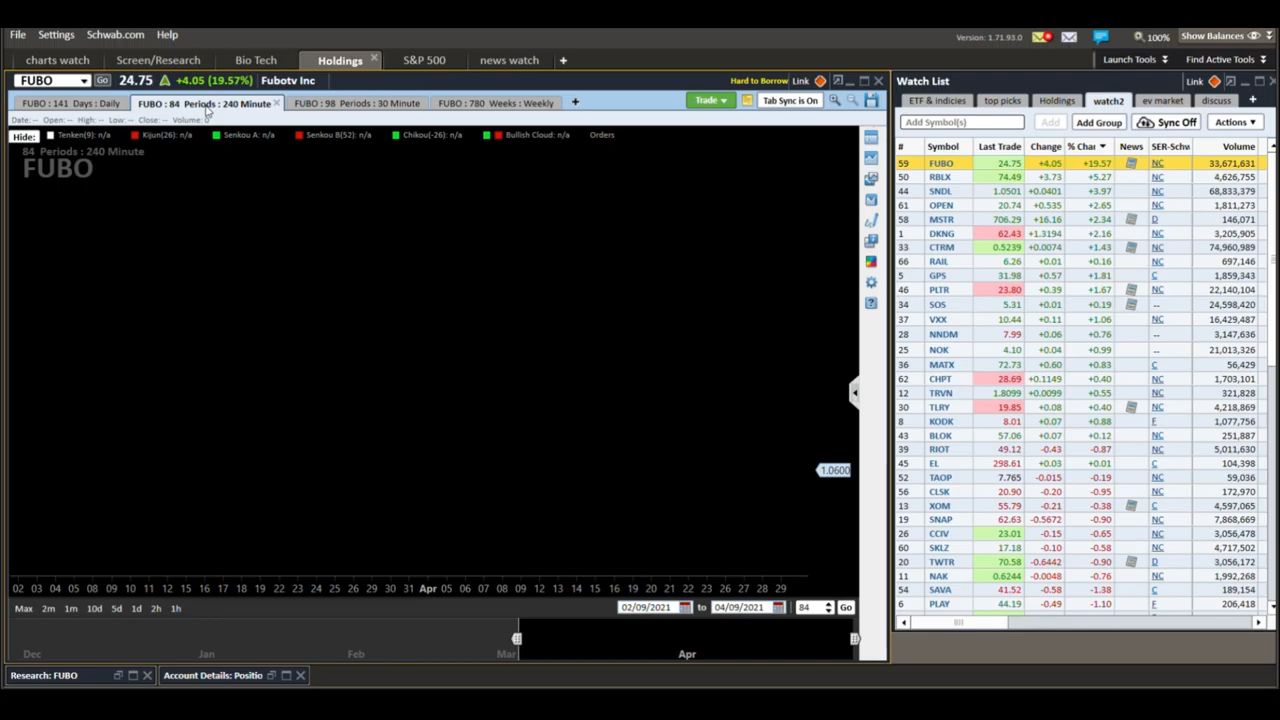 File Settings Schwab.com Help
Version: 1.71.93.0 100% Show Balances
charts watch Screen/Research Bio Tech Holdings S&P 500 news watch + Launch Tools Find Active Tools
FUBO Go 24.75 +4.05 (19.57%) Fubotv Inc Hard to Borrow Link
FUBO : 141 Days : Daily FUBO : 84 Periods : 240 Minute FUBO : 98 Periods : 30 Minute FUBO : 780 Weeks : Weekly + Trade Tab Sync is On
Date: -- Open: -- High: -- Low: -- Close: -- Volume: 0
Hide: Tenken(9): n/a Kijun(26): n/a Senkou A: n/a Senkou B(52): n/a Chikou(-26): n/a Bullish Cloud: n/a Orders
84 Periods : 240 Minute
FUBO
1.0600
02 03 04 05 08 09 10 11 12 15 16 17 18 19 22 23 24 25 26 29 30 31 Apr 05 06 07 08 09 12 13 14 15 16 19 20 21 22 23 26 27 28 29
Max 2m 1m 10d 5d 1d 2h 1h 02/09/2021 to 04/09/2021 84 Go
Dec Jan Feb Mar Apr
Research: FUBO Account Details: Positio
Watch List Link
ETF & indicies top picks Holdings watch2 ev market discuss +
Add Symbol(s) Add Add Group Sync Off Actions
# Symbol Last Trade Change % Char News SER-Schw Volume
59 FUBO 24.75 +4.05 +19.57 NC 33,671,631
50 RBLX 74.49 +3.73 +5.27 NC 4,626,755
44 SNDL 1.0501 +0.0401 +3.97 NC 68,833,379
61 OPEN 20.74 +0.535 +2.65 NC 1,811,273
58 MSTR 706.29 +16.16 +2.34 D 146,071
1 DKNG 62.43 +1.3194 +2.16 NC 3,205,905
33 CTRM 0.5239 +0.0074 +1.43 NC 74,960,989
66 RAIL 6.26 +0.01 +0.16 NC 697,146
5 GPS 31.98 +0.57 +1.81 C 1,859,343
46 PLTR 23.80 +0.39 +1.67 NC 22,140,104
34 SOS 5.31 +0.01 +0.19 -- 24,598,420
37 VXX 10.44 +0.11 +1.06 NC 16,429,487
28 NNDM 7.99 +0.06 +0.76 -- 3,147,636
25 NOK 4.10 +0.04 +0.99 -- 21,013,326
36 MATX 72.73 +0.60 +0.83 C 56,429
62 CHPT 28.69 +0.1149 +0.40 NC 1,703,101
12 TRVN 1.8099 +0.0099 +0.55 NC 321,828
30 TLRY 19.85 +0.08 +0.40 NC 4,218,869
8 KODK 8.01 +0.07 +0.88 F 1,077,756
43 BLOK 57.06 +0.07 +0.12 NC 251,887
39 RIOT 49.12 -0.43 -0.87 NC 5,011,630
45 EL 298.61 +0.03 +0.01 C 104,398
52 TAOP 7.765 -0.015 -0.19 NC 59,036
56 CLSK 20.90 -0.20 -0.95 NC 172,970
13 XOM 55.79 -0.21 -0.38 C 4,597,065
19 SNAP 62.63 -0.5672 -0.90 NC 7,868,669
26 CCIV 23.01 -0.15 -0.65 NC 3,056,478
60 SKLZ 17.18 -0.10 -0.58 NC 4,717,502
20 TWTR 70.58 -0.6442 -0.90 D 3,056,172
11 NAK 0.6244 -0.0048 -0.76 NC 1,992,268
54 SAVA 41.52 -0.58 -1.38 C 189,154
6 PLAY 44.19 -0.49 -1.10 F 206,418